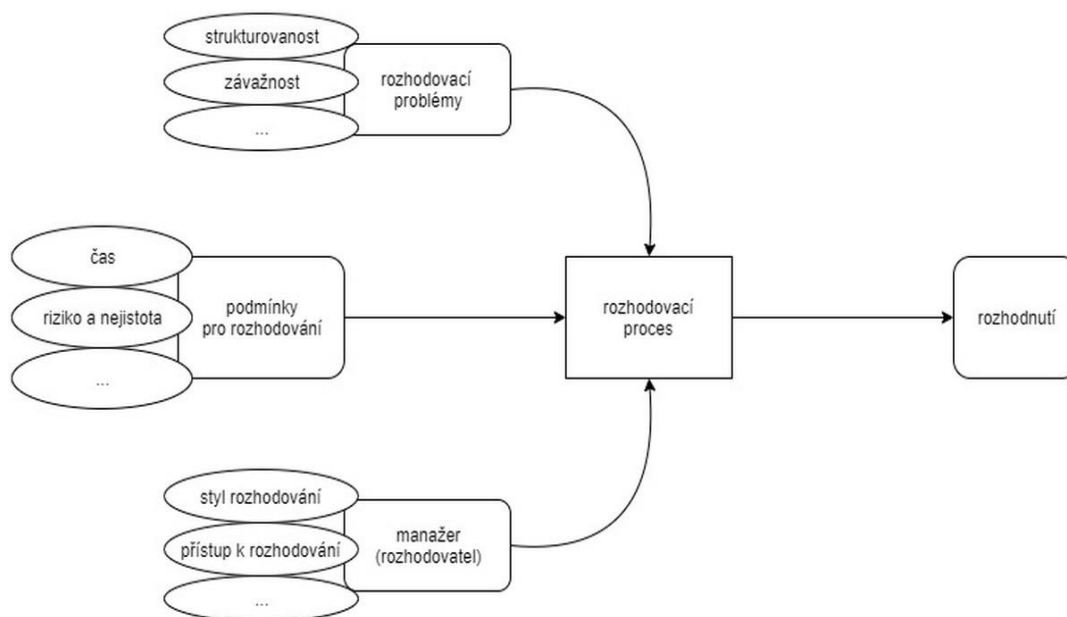 strukturovanost
závažnost
...
rozhodovací
problémy
čas
riziko a nejistota
...
podmínky
pro rozhodování
rozhodovací
proces
rozhodnutí
styl rozhodování
přístup k rozhodování
...
manažer
(rozhodovatel)